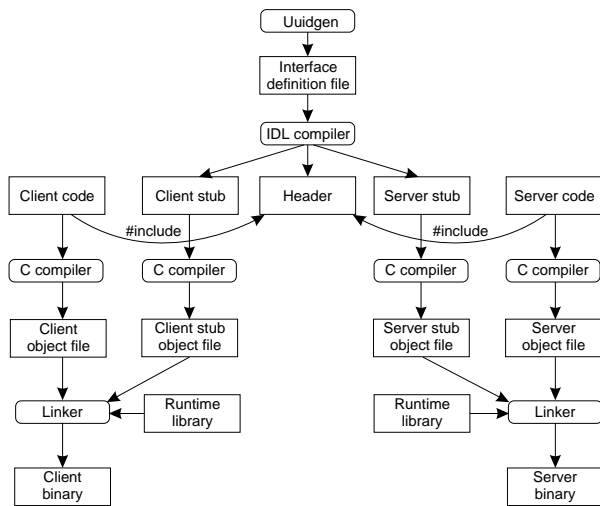 Uuidgen
Interface
definition file
IDL compiler
Client code
Client stub
Header
Server stub
Server code
#include
#include
C compiler
C compiler
C compiler
C compiler
Client
object file
Client stub
object file
Server stub
object file
Server
object file
Linker
Runtime
library
Runtime
library
Linker
Client
binary
Server
binary